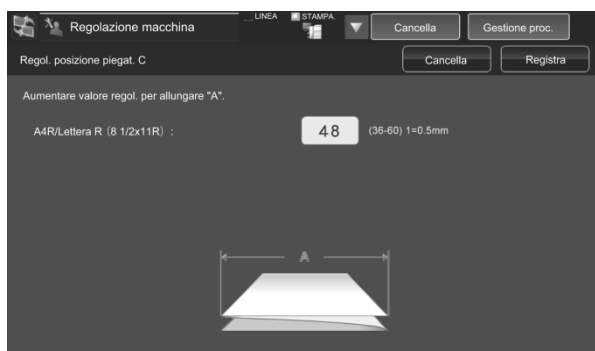 Regolazione macchina
LINEA
STAMPA.
Cancella
Gestione proc.
Regol. posizione piegat. C
Cancella
Registra
Aumentare valore regol. per allungare "A".
A4R/Lettera R (8 1/2x11R) :
48
(36-60) 1=0.5mm
A